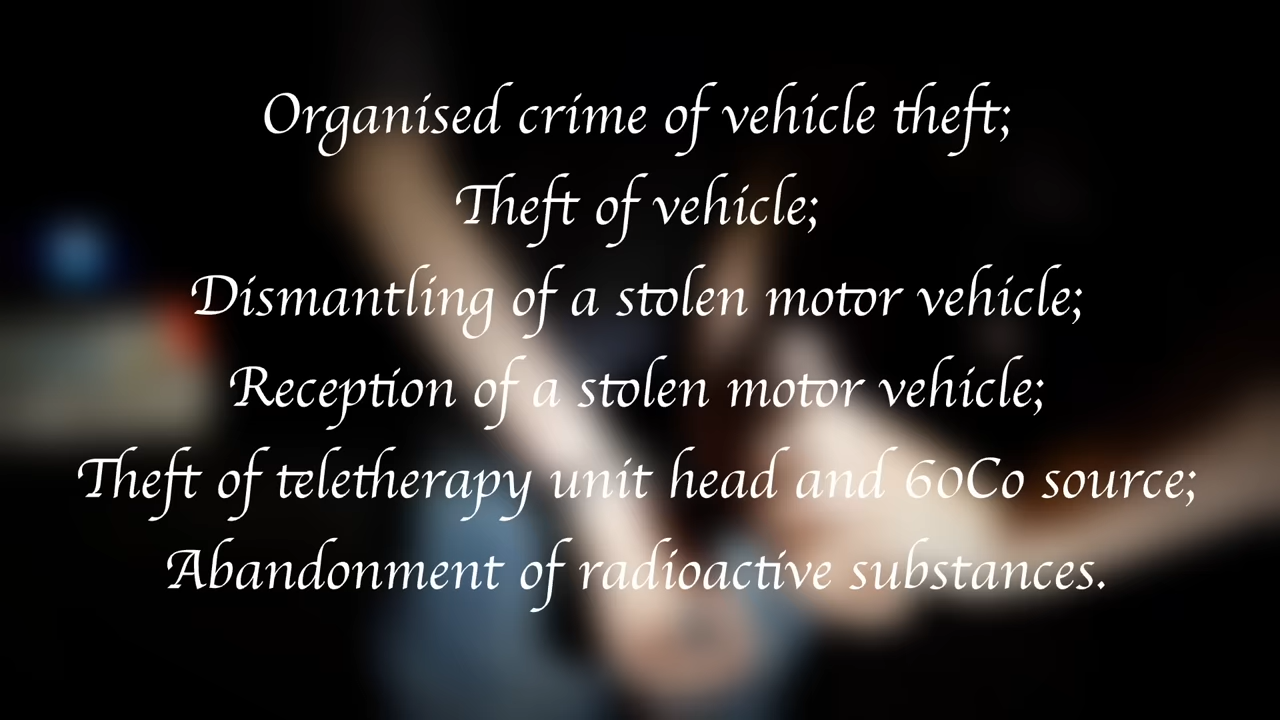 Organised crime of vehicle theft;
Theft of vehicle;
Dismantling of a stolen motor vehicle;
Reception of a stolen motor vehicle;
Theft of teletherapy unit head and 60Co source;
Abandonment of radioactive substances.